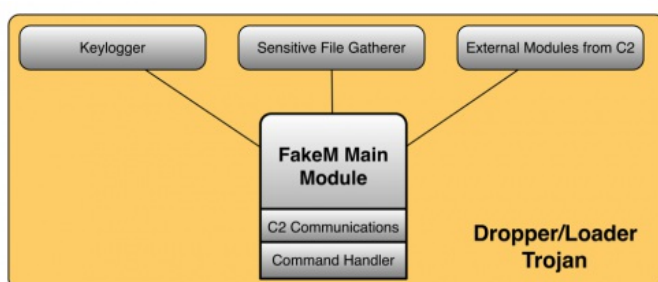 Keylogger
Sensitive File Gatherer
External Modules from C2
FakeM Main
Module
C2 Communications
Command Handler
Dropper/Loader
Trojan